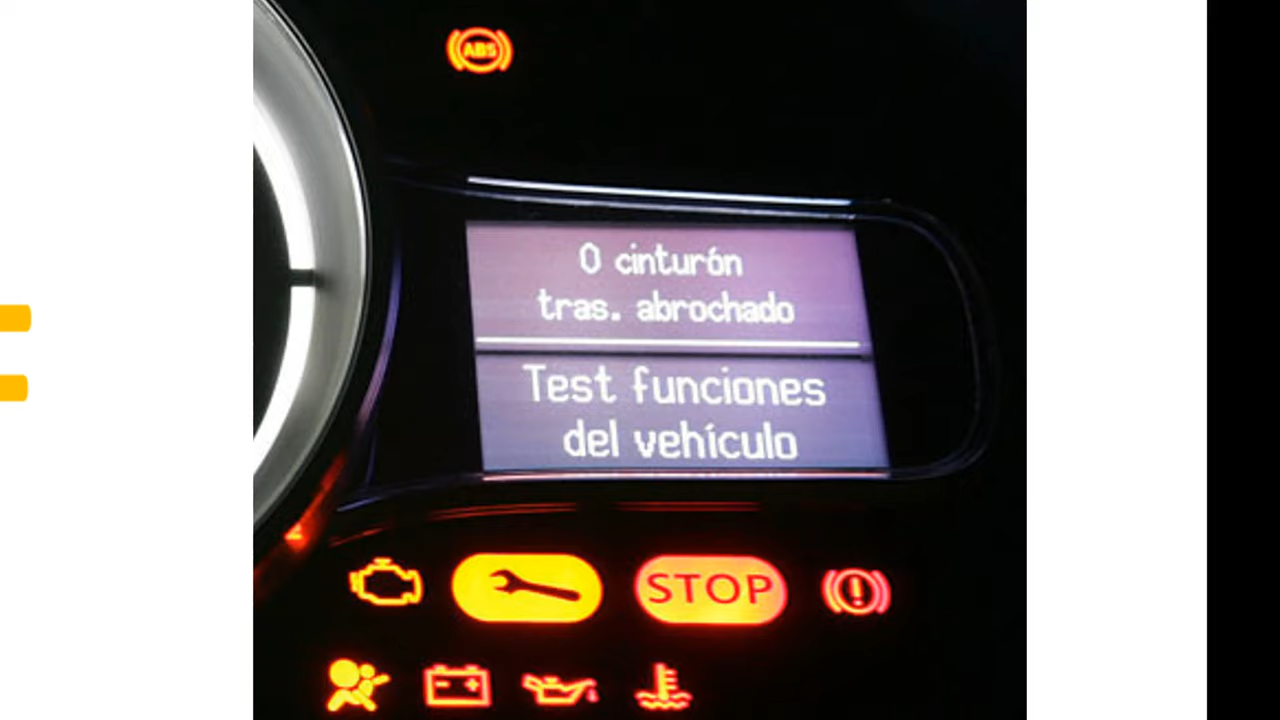 ABS
0 cinturón
tras. abrochado
Test funciones
del vehículo
STOP